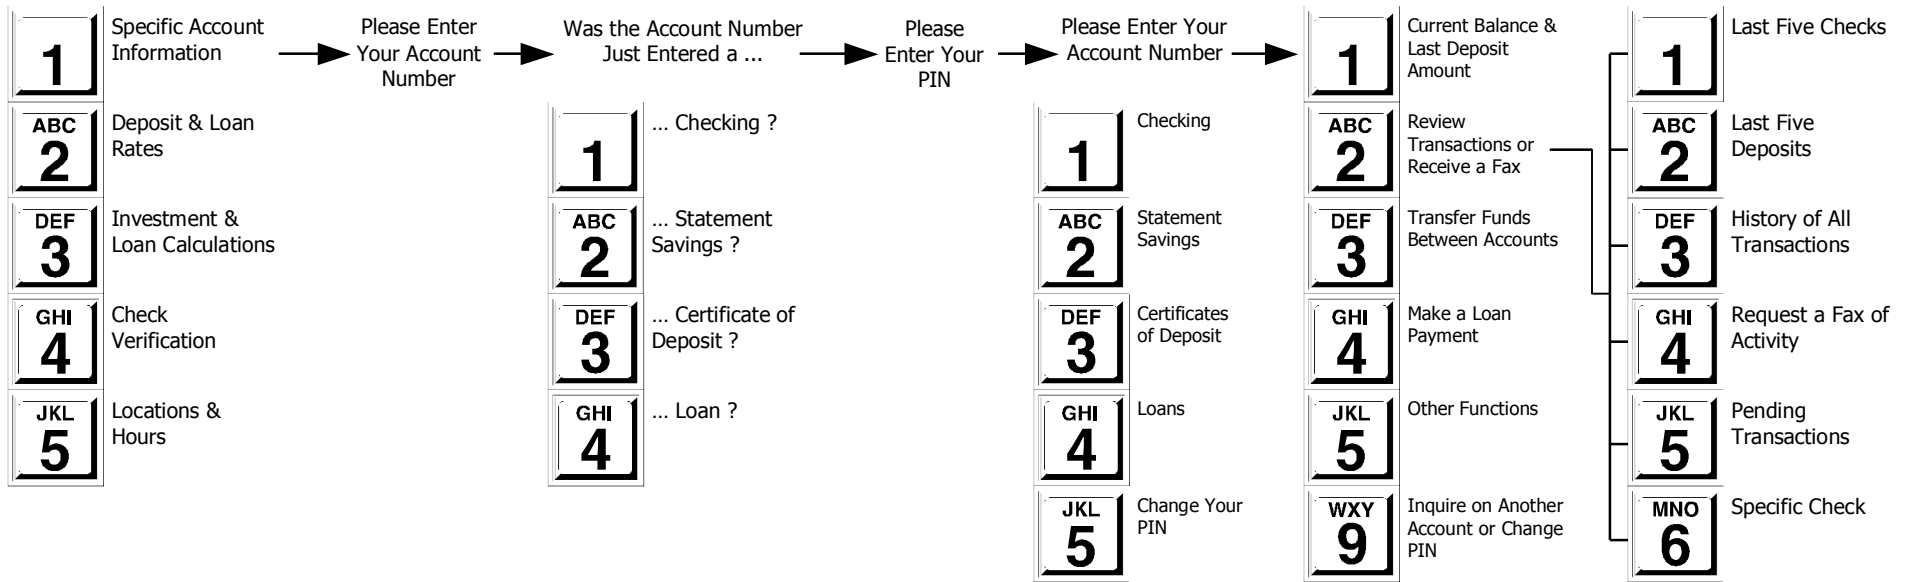 1
Specific Account
Information
Please Enter
Your Account
Number
Was the Account Number
Just Entered a ...
Please
Enter Your
PIN
Please Enter Your
Account Number
1
Current Balance &
Last Deposit
Amount
1
Last Five Checks
ABC
2
Deposit & Loan
Rates
1
... Checking ?
1
Checking
ABC
2
Review
Transactions or
Receive a Fax
ABC
2
Last Five
Deposits
DEF
3
Investment &
Loan Calculations
ABC
2
... Statement
Savings ?
ABC
2
Statement
Savings
DEF
3
Transfer Funds
Between Accounts
DEF
3
History of All
Transactions
GHI
4
Check
Verification
DEF
3
... Certificate of
Deposit ?
DEF
3
Certificates
of Deposit
GHI
4
Make a Loan
Payment
GHI
4
Request a Fax of
Activity
JKL
5
Locations &
Hours
GHI
4
... Loan ?
GHI
4
Loans
JKL
5
Other Functions
JKL
5
Pending
Transactions
JKL
5
Change Your
PIN
WXY
9
Inquire on Another
Account or Change
PIN
MNO
6
Specific Check